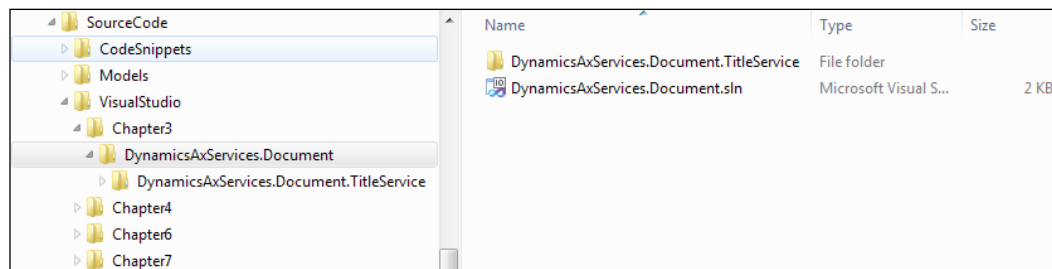 SourceCode
CodeSnippets
Models
VisualStudio
Chapter3
DynamicsAxServices.Document
DynamicsAxServices.Document.TitleService
Chapter4
Chapter6
Chapter7
Name Type Size
DynamicsAxServices.Document.TitleService File folder
DynamicsAxServices.Document.sln Microsoft Visual S... 2 KB